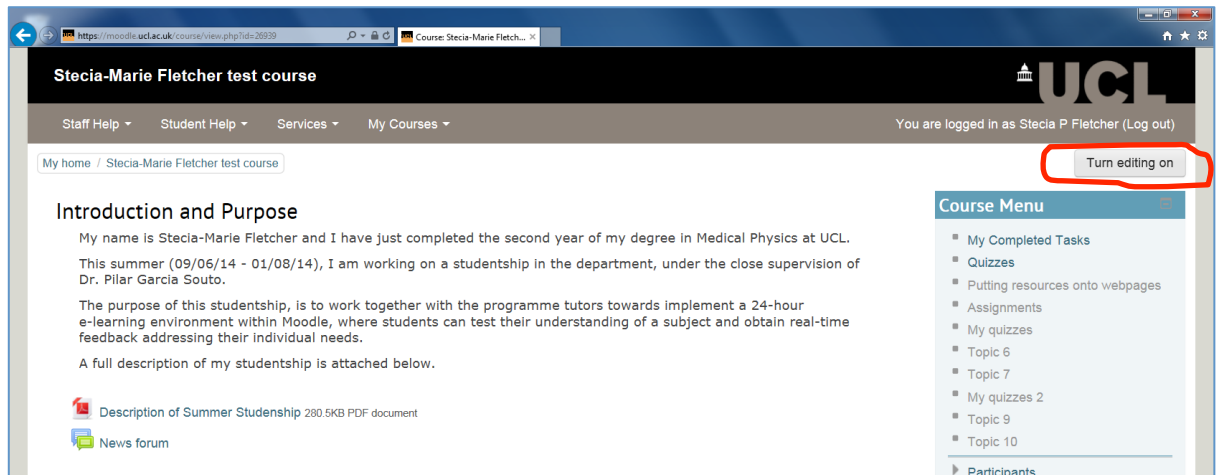 https://moodle.ucl.ac.uk/course/view.php?id=26939
Course: Stecia-Marie Fletch...
Stecia-Marie Fletcher test course
UCL
Staff Help
Student Help
Services
My Courses
You are logged in as Stecia P Fletcher (Log out)
My home / Stecia-Marie Fletcher test course
Turn editing on
Introduction and Purpose
My name is Stecia-Marie Fletcher and I have just completed the second year of my degree in Medical Physics at UCL.
This summer (09/06/14 - 01/08/14), I am working on a studentship in the department, under the close supervision of
Dr. Pilar Garcia Souto.
The purpose of this studentship, is to work together with the programme tutors towards implement a 24-hour
e-learning environment within Moodle, where students can test their understanding of a subject and obtain real-time
feedback addressing their individual needs.
A full description of my studentship is attached below.
Description of Summer Studenship 280.5KB PDF document
News forum
Course Menu
My Completed Tasks
Quizzes
Putting resources onto webpages
Assignments
My quizzes
Topic 6
Topic 7
My quizzes 2
Topic 9
Topic 10
Participants